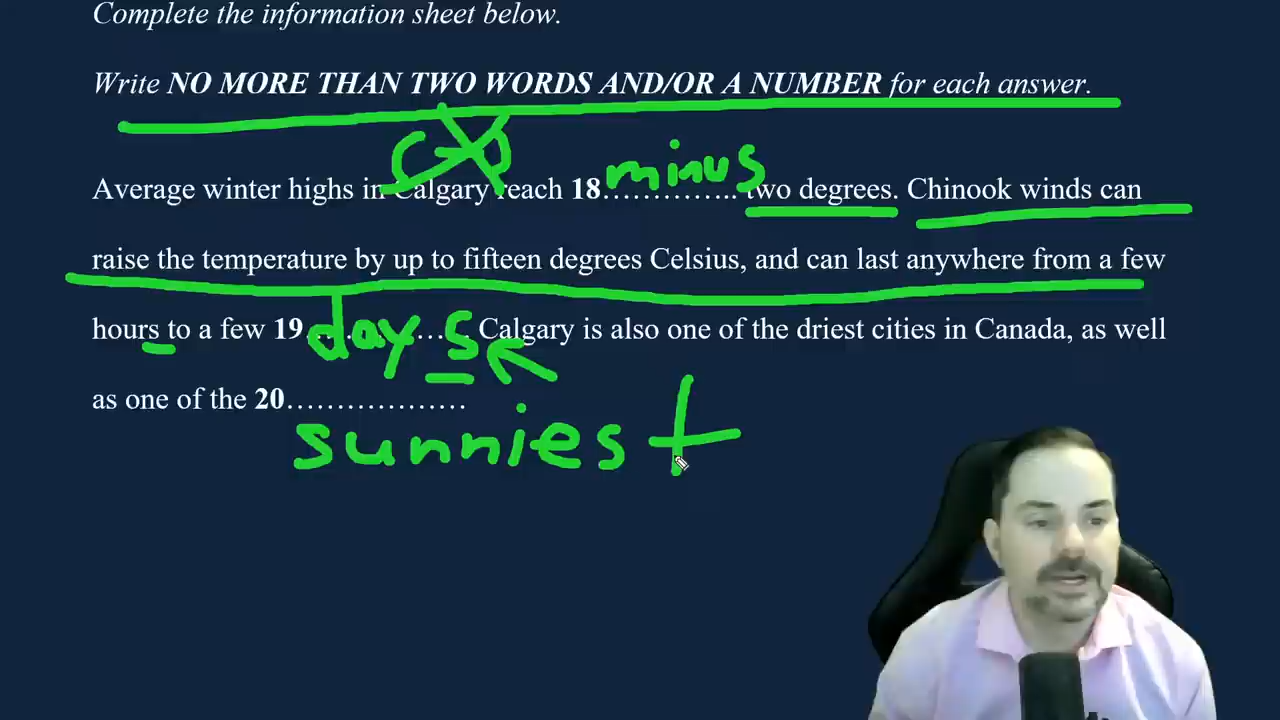 Complete the information sheet below.
Write NO MORE THAN TWO WORDS AND/OR A NUMBER for each answer.
minus
Average winter highs in Calgary reach 18………….. two degrees. Chinook winds can
raise the temperature by up to fifteen degrees Celsius, and can last anywhere from a few
hours to a few 19 days Calgary is also one of the driest cities in Canada, as well
as one of the 20………………
sunniest